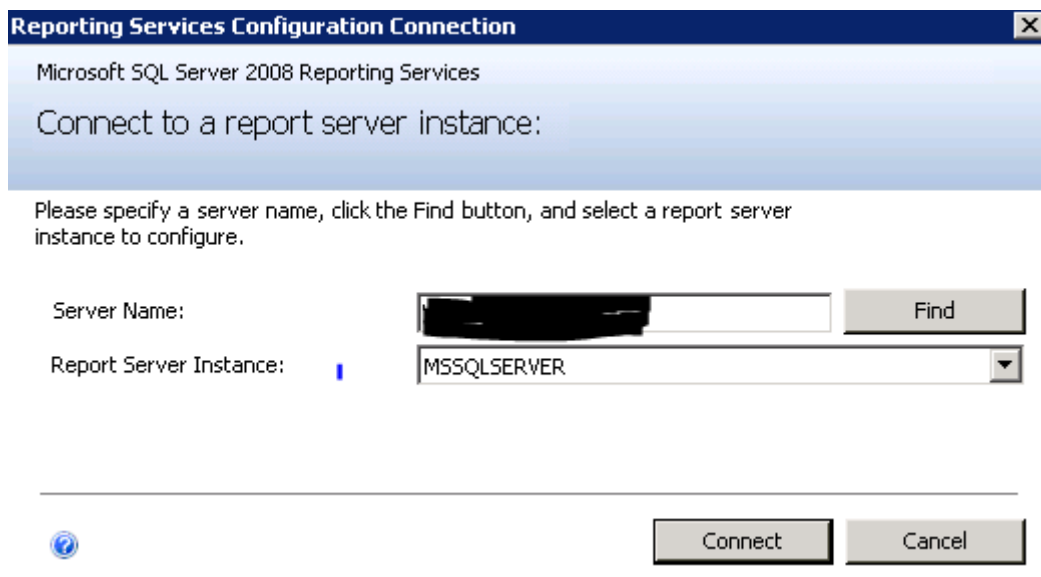 Reporting Services Configuration Connection
Microsoft SQL Server 2008 Reporting Services
Connect to a report server instance:
Please specify a server name, click the Find button, and select a report server
instance to configure.
Server Name:
Find
Report Server Instance:
MSSQLSERVER
Connect
Cancel